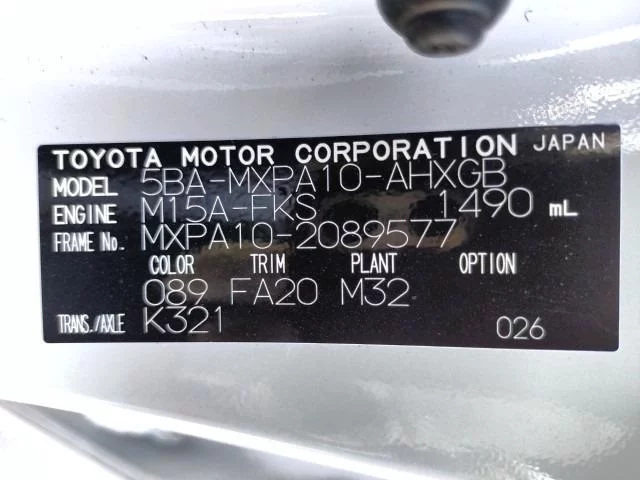 TOYOTA MOTOR CORPORATION JAPAN
MODEL 5BA-MXPA10-AHXGB
ENGINE M15A-FKS 1490 mL
FRAME No. MXPA10-2089577
COLOR TRIM PLANT OPTION
089 FA20 M32
TRANS./AXLE K321 026